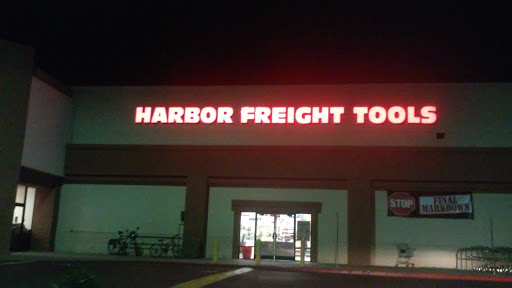 HARBOR FREIGHT TOOLS
STOP
FINAL
MARKDOWN